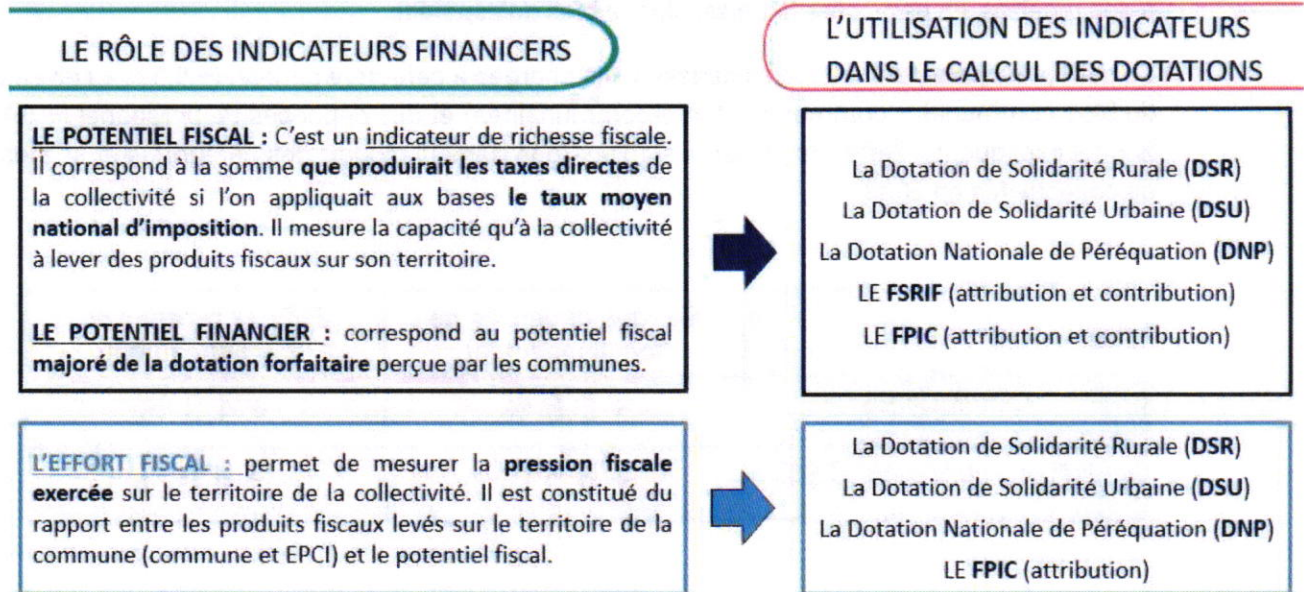 LE RÔLE DES INDICATEURS FINANICERS
L'UTILISATION DES INDICATEURS
DANS LE CALCUL DES DOTATIONS
LE POTENTIEL FISCAL : C'est un indicateur de richesse fiscale.
Il correspond à la somme que produirait les taxes directes de
la collectivité si l'on appliquait aux bases le taux moyen
national d'imposition. Il mesure la capacité qu'à la collectivité
à lever des produits fiscaux sur son territoire.
LE POTENTIEL FINANCIER : correspond au potentiel fiscal
majoré de la dotation forfaitaire perçue par les communes.
La Dotation de Solidarité Rurale (DSR)
La Dotation de Solidarité Urbaine (DSU)
La Dotation Nationale de Péréquation (DNP)
LE FSRIF (attribution et contribution)
LE FPIC (attribution et contribution)
L'EFFORT FISCAL : permet de mesurer la pression fiscale
exercée sur le territoire de la collectivité. Il est constitué du
rapport entre les produits fiscaux levés sur le territoire de la
commune (commune et EPCI) et le potentiel fiscal.
La Dotation de Solidarité Rurale (DSR)
La Dotation de Solidarité Urbaine (DSU)
La Dotation Nationale de Péréquation (DNP)
LE FPIC (attribution)